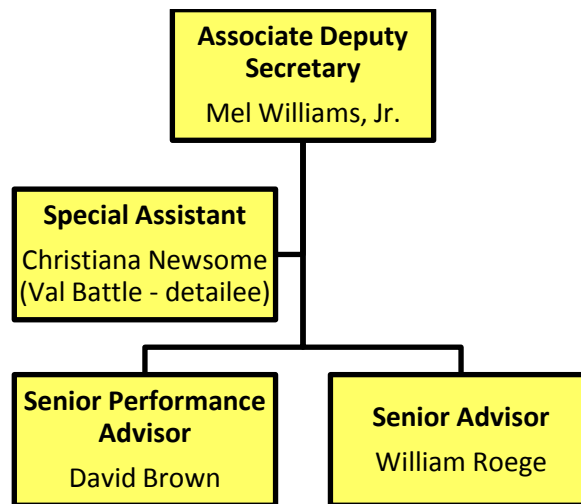 Associate Deputy
Secretary
Mel Williams, Jr.
Special Assistant
Christiana Newsome
(Val Battle - detailee)
Senior Performance
Advisor
David Brown
Senior Advisor
William Roege